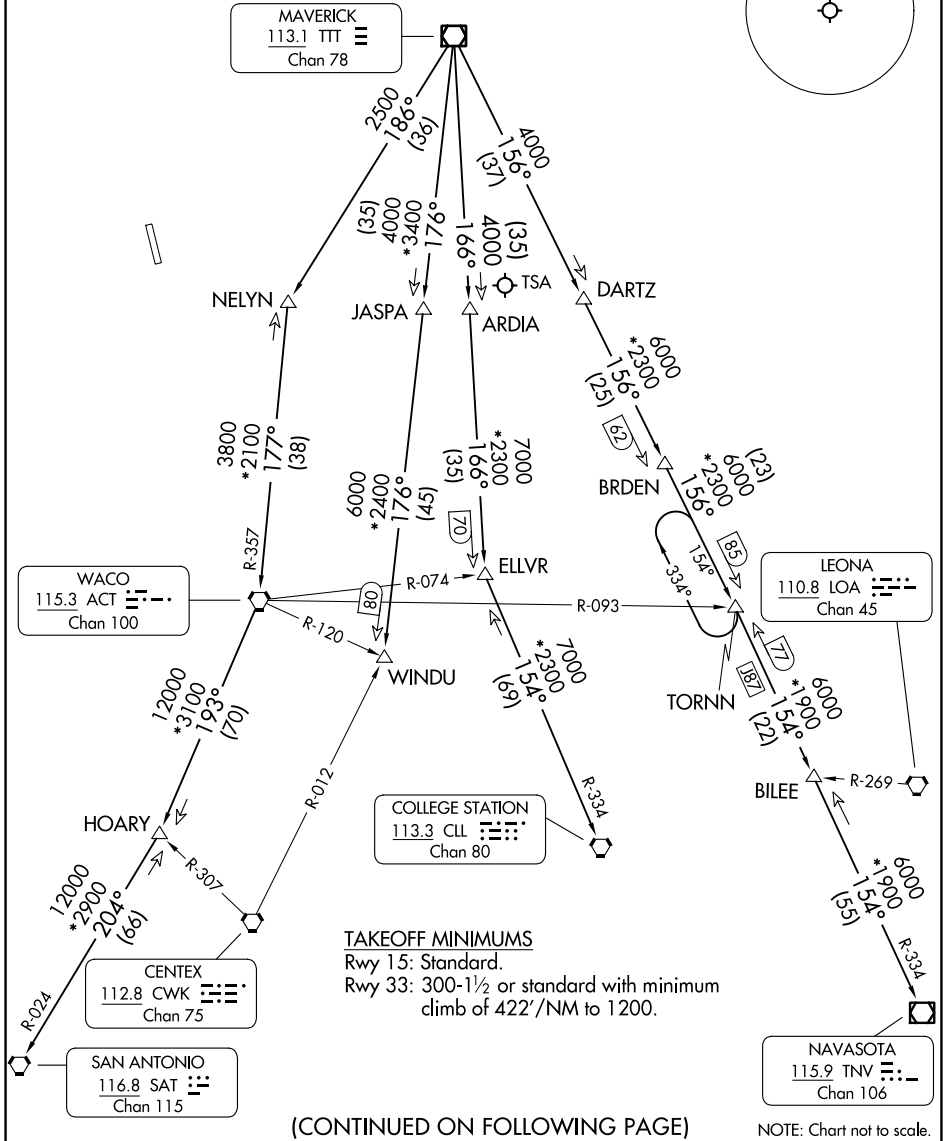 MAVERICK
113.1 TTT
Chan 78
2500
186°
(36)
(35)
4000
*3400
176°
166°
4000
(35)
4000
156°
(37)
TSA
NELYN
JASPA
ARDIA
DARTZ
6000
*2300
156°
(25)
62
BRDEN
3800
*2100
177°
(38)
6000
*2400
176°
(45)
7000
*2300
166°
(35)
(23)
6000
*2300
156°
70
85
154°
334°
R-357
WACO
115.3 ACT
Chan 100
R-074
ELLVR
80
R-093
R-120
WINDU
LEONA
110.8 LOA
Chan 45
TORNN
77
J87
6000
*1900
154°
(22)
12000
*3100
193°
(70)
7000
*2300
154°
(69)
R-012
R-334
BILEE
R-269
HOARY
COLLEGE STATION
113.3 CLL
Chan 80
R-307
12000
*2900
204°
(66)
6000
*1900
154°
(55)
R-334
R-024
CENTEX
112.8 CWK
Chan 75
TAKEOFF MINIMUMS
Rwy 15: Standard.
Rwy 33: 300-1½ or standard with minimum
climb of 422'/NM to 1200.
SAN ANTONIO
116.8 SAT
Chan 115
NAVASOTA
115.9 TNV
Chan 106
(CONTINUED ON FOLLOWING PAGE)
NOTE: Chart not to scale.